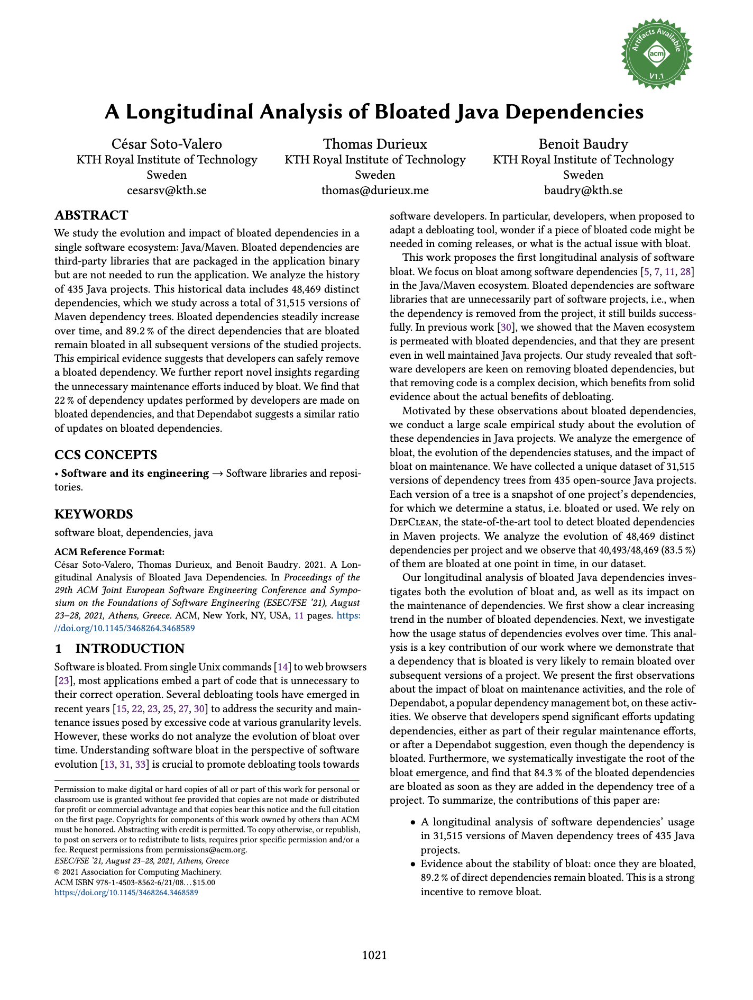 Artifacts Available
acm
V1.1
A Longitudinal Analysis of Bloated Java Dependencies
César Soto-Valero
KTH Royal Institute of Technology
Sweden
cesarsv@kth.se
Thomas Durieux
KTH Royal Institute of Technology
Sweden
thomas@durieux.me
Benoit Baudry
KTH Royal Institute of Technology
Sweden
baudry@kth.se
ABSTRACT
We study the evolution and impact of bloated dependencies in a
single software ecosystem: Java/Maven. Bloated dependencies are
third-party libraries that are packaged in the application binary
but are not needed to run the application. We analyze the history
of 435 Java projects. This historical data includes 48,469 distinct
dependencies, which we study across a total of 31,515 versions of
Maven dependency trees. Bloated dependencies steadily increase
over time, and 89.2 % of the direct dependencies that are bloated
remain bloated in all subsequent versions of the studied projects.
This empirical evidence suggests that developers can safely remove
a bloated dependency. We further report novel insights regarding
the unnecessary maintenance efforts induced by bloat. We find that
22 % of dependency updates performed by developers are made on
bloated dependencies, and that Dependabot suggests a similar ratio
of updates on bloated dependencies.
CCS CONCEPTS
• Software and its engineering → Software libraries and reposi-
tories.
KEYWORDS
software bloat, dependencies, java
ACM Reference Format:
César Soto-Valero, Thomas Durieux, and Benoit Baudry. 2021. A Lon-
gitudinal Analysis of Bloated Java Dependencies. In Proceedings of the
29th ACM Joint European Software Engineering Conference and Sympo-
sium on the Foundations of Software Engineering (ESEC/FSE ’21), August
23–28, 2021, Athens, Greece. ACM, New York, NY, USA, 11 pages. https:
//doi.org/10.1145/3468264.3468589
1 INTRODUCTION
Software is bloated. From single Unix commands [14] to web browsers
[23], most applications embed a part of code that is unnecessary to
their correct operation. Several debloating tools have emerged in
recent years [15, 22, 23, 25, 27, 30] to address the security and main-
tenance issues posed by excessive code at various granularity levels.
However, these works do not analyze the evolution of bloat over
time. Understanding software bloat in the perspective of software
evolution [13, 31, 33] is crucial to promote debloating tools towards
Permission to make digital or hard copies of all or part of this work for personal or
classroom use is granted without fee provided that copies are not made or distributed
for profit or commercial advantage and that copies bear this notice and the full citation
on the first page. Copyrights for components of this work owned by others than ACM
must be honored. Abstracting with credit is permitted. To copy otherwise, or republish,
to post on servers or to redistribute to lists, requires prior specific permission and/or a
fee. Request permissions from permissions@acm.org.
ESEC/FSE ’21, August 23–28, 2021, Athens, Greece
© 2021 Association for Computing Machinery.
ACM ISBN 978-1-4503-8562-6/21/08...$15.00
https://doi.org/10.1145/3468264.3468589
software developers. In particular, developers, when proposed to
adapt a debloating tool, wonder if a piece of bloated code might be
needed in coming releases, or what is the actual issue with bloat.
This work proposes the first longitudinal analysis of software
bloat. We focus on bloat among software dependencies [5, 7, 11, 28]
in the Java/Maven ecosystem. Bloated dependencies are software
libraries that are unnecessarily part of software projects, i.e., when
the dependency is removed from the project, it still builds success-
fully. In previous work [30], we showed that the Maven ecosystem
is permeated with bloated dependencies, and that they are present
even in well maintained Java projects. Our study revealed that soft-
ware developers are keen on removing bloated dependencies, but
that removing code is a complex decision, which benefits from solid
evidence about the actual benefits of debloating.
Motivated by these observations about bloated dependencies,
we conduct a large scale empirical study about the evolution of
these dependencies in Java projects. We analyze the emergence of
bloat, the evolution of the dependencies statuses, and the impact of
bloat on maintenance. We have collected a unique dataset of 31,515
versions of dependency trees from 435 open-source Java projects.
Each version of a tree is a snapshot of one project’s dependencies,
for which we determine a status, i.e. bloated or used. We rely on
DepClean, the state-of-the-art tool to detect bloated dependencies
in Maven projects. We analyze the evolution of 48,469 distinct
dependencies per project and we observe that 40,493/48,469 (83.5 %)
of them are bloated at one point in time, in our dataset.
Our longitudinal analysis of bloated Java dependencies inves-
tigates both the evolution of bloat and, as well as its impact on
the maintenance of dependencies. We first show a clear increasing
trend in the number of bloated dependencies. Next, we investigate
how the usage status of dependencies evolves over time. This anal-
ysis is a key contribution of our work where we demonstrate that
a dependency that is bloated is very likely to remain bloated over
subsequent versions of a project. We present the first observations
about the impact of bloat on maintenance activities, and the role of
Dependabot, a popular dependency management bot, on these activ-
ities. We observe that developers spend significant efforts updating
dependencies, either as part of their regular maintenance efforts,
or after a Dependabot suggestion, even though the dependency is
bloated. Furthermore, we systematically investigate the root of the
bloat emergence, and find that 84.3 % of the bloated dependencies
are bloated as soon as they are added in the dependency tree of a
project. To summarize, the contributions of this paper are:
• A longitudinal analysis of software dependencies’ usage
in 31,515 versions of Maven dependency trees of 435 Java
projects.
• Evidence about the stability of bloat: once they are bloated,
89.2 % of direct dependencies remain bloated. This is a strong
incentive to remove bloat.
1021